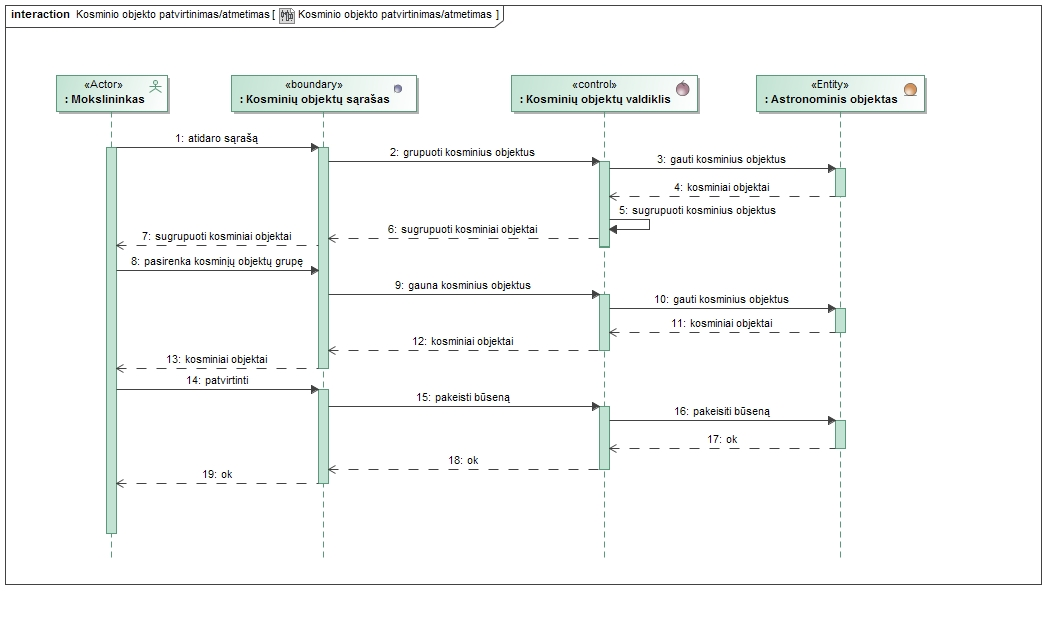 interaction Kosminio objekto patvirtinimas/atmetimas [ Kosminio objekto patvirtinimas/atmetimas ]
«Actor»
: Mokslininkas
«boundary»
: Kosminių objektų sąrašas
«control»
: Kosminių objektų valdiklis
«Entity»
: Astronominis objektas
1: atidaro sąrašą
2: grupuoti kosminius objektus
3: gauti kosminius objektus
4: kosminiai objektai
5: sugrupuoti kosminius objektus
6: sugrupuoti kosminiai objektai
7: sugrupuoti kosminiai objektai
8: pasirenka kosminįų objektų grupę
9: gauna kosminius objektus
10: gauti kosminius objektus
11: kosminiai objektai
12: kosminiai objektai
13: kosminiai objektai
14: patvirtinti
15: pakeisti būseną
16: pakeisiti būseną
17: ok
18: ok
19: ok